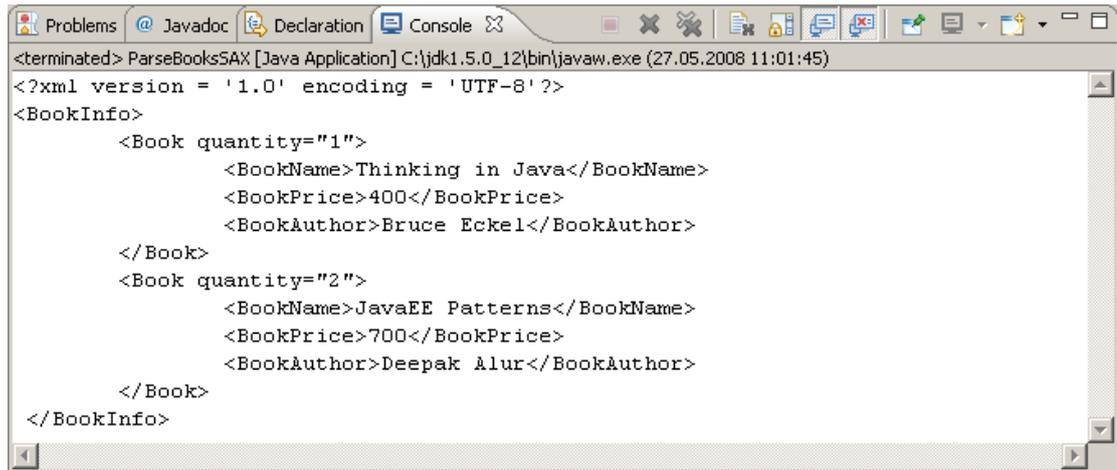 Problems @ Javadoc Declaration Console
<terminated> ParseBooksSAX [Java Application] C:\jdk1.5.0_12\bin\javaw.exe (27.05.2008 11:01:45)
<?xml version = '1.0' encoding = 'UTF-8'?>
<BookInfo>
<Book quantity="1">
<BookName>Thinking in Java</BookName>
<BookPrice>400</BookPrice>
<BookAuthor>Bruce Eckel</BookAuthor>
</Book>
<Book quantity="2">
<BookName>JavaEE Patterns</BookName>
<BookPrice>700</BookPrice>
<BookAuthor>Deepak Alur</BookAuthor>
</Book>
</BookInfo>